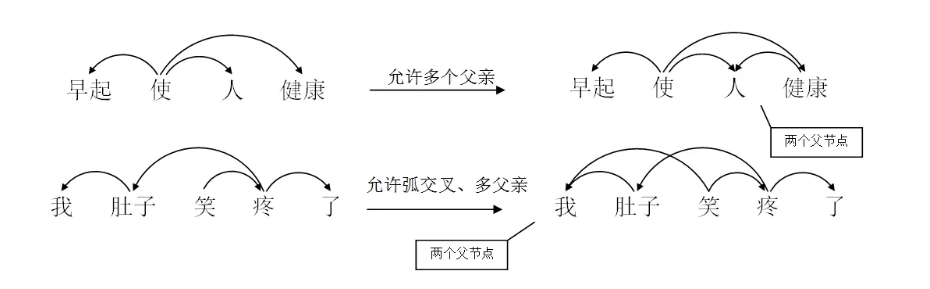 早起 使 人 健康
允许多个父亲
早起 使 人 健康
两个父节点
我 肚子 笑 疼 了
允许弧交叉、多父亲
我 肚子 笑 疼 了
两个父节点